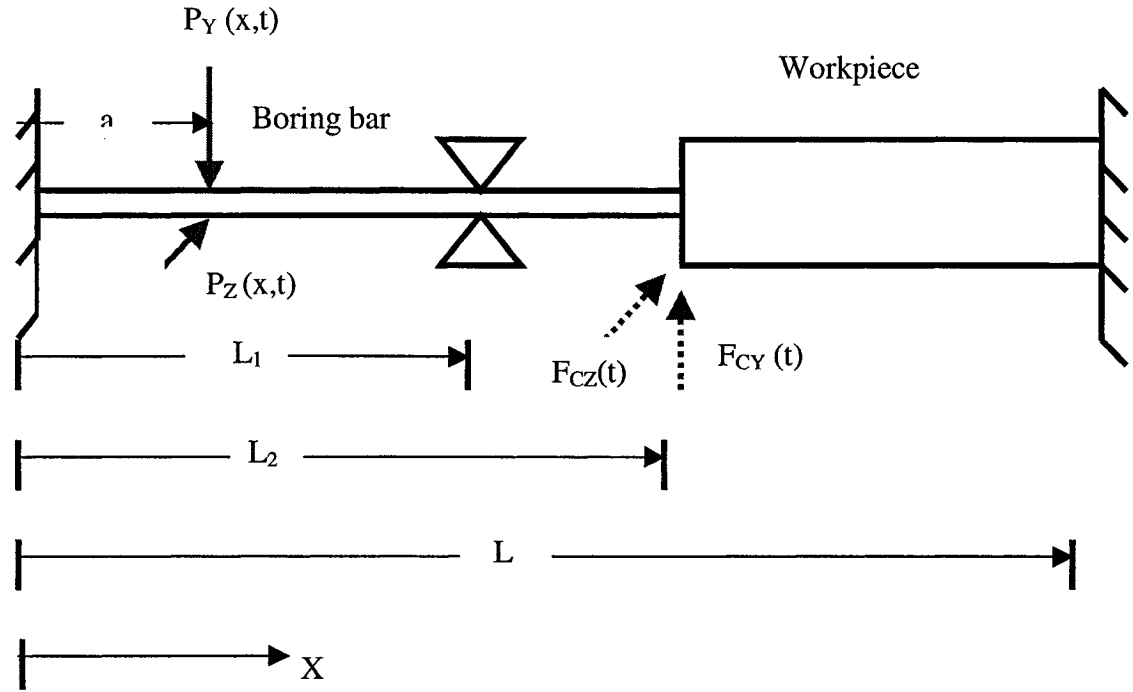 P_Y (x,t)
Workpiece
a
Boring bar
P_Z (x,t)
L_1
F_CZ(t)
F_CY (t)
L_2
L
X